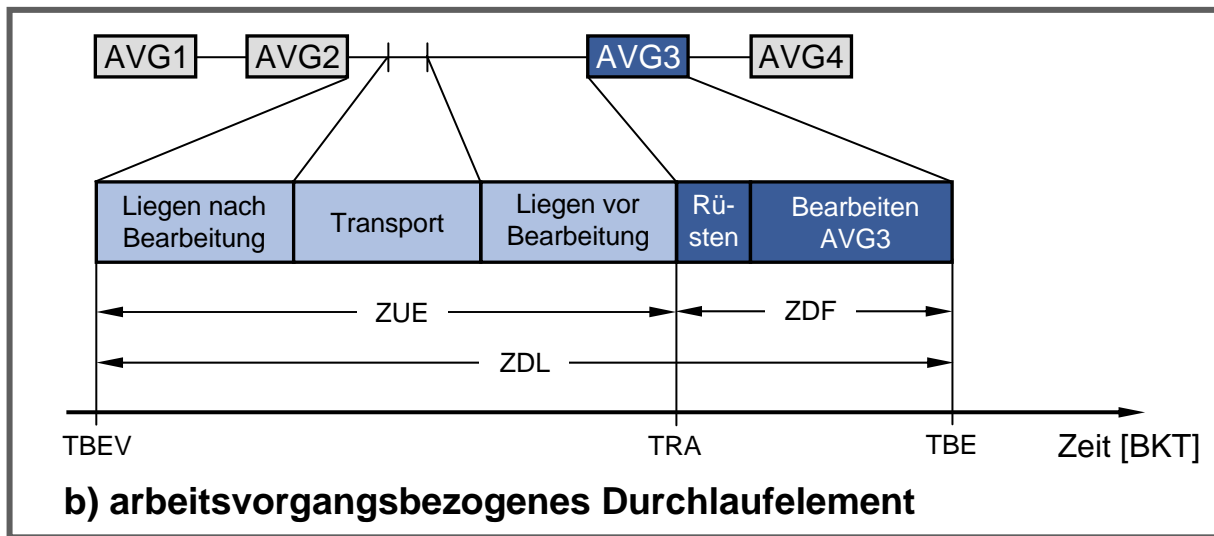 AVG1 AVG2 AVG3 AVG4
Liegen nach Bearbeitung
Transport
Liegen vor Bearbeitung
Rü-
sten
Bearbeiten
AVG3
ZUE ZDF
ZDL
TBEV TRA TBE Zeit [BKT]
b) arbeitsvorgangsbezogenes Durchlaufelement